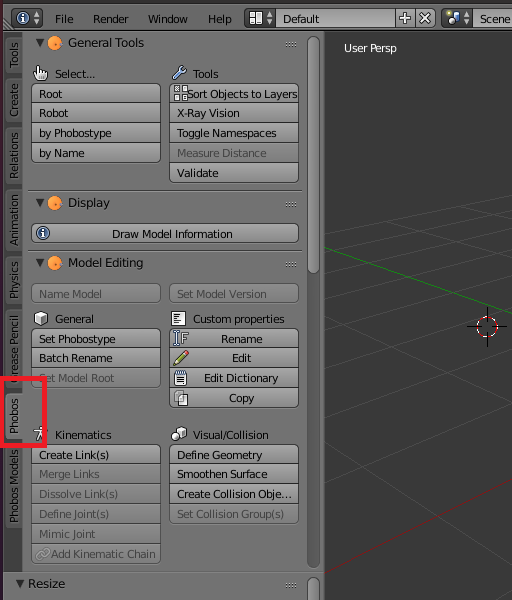 File Render Window Help Default Scene
Tools
Create
Relations
Animation
Physics
Grease Pencil
Phobos
Phobos Models
General Tools
Select...
Root
Robot
by Phobostype
by Name
Tools
Sort Objects to Layers
X-Ray Vision
Toggle Namespaces
Measure Distance
Validate
Display
Draw Model Information
Model Editing
Name Model
Set Model Version
General
Set Phobostype
Batch Rename
Set Model Root
Custom properties
Rename
Edit
Edit Dictionary
Copy
Kinematics
Create Link(s)
Merge Links
Dissolve Link(s)
Define Joint(s)
Mimic Joint
Add Kinematic Chain
Visual/Collision
Define Geometry
Smoothen Surface
Create Collision Obje...
Set Collision Group(s)
Resize
User Persp